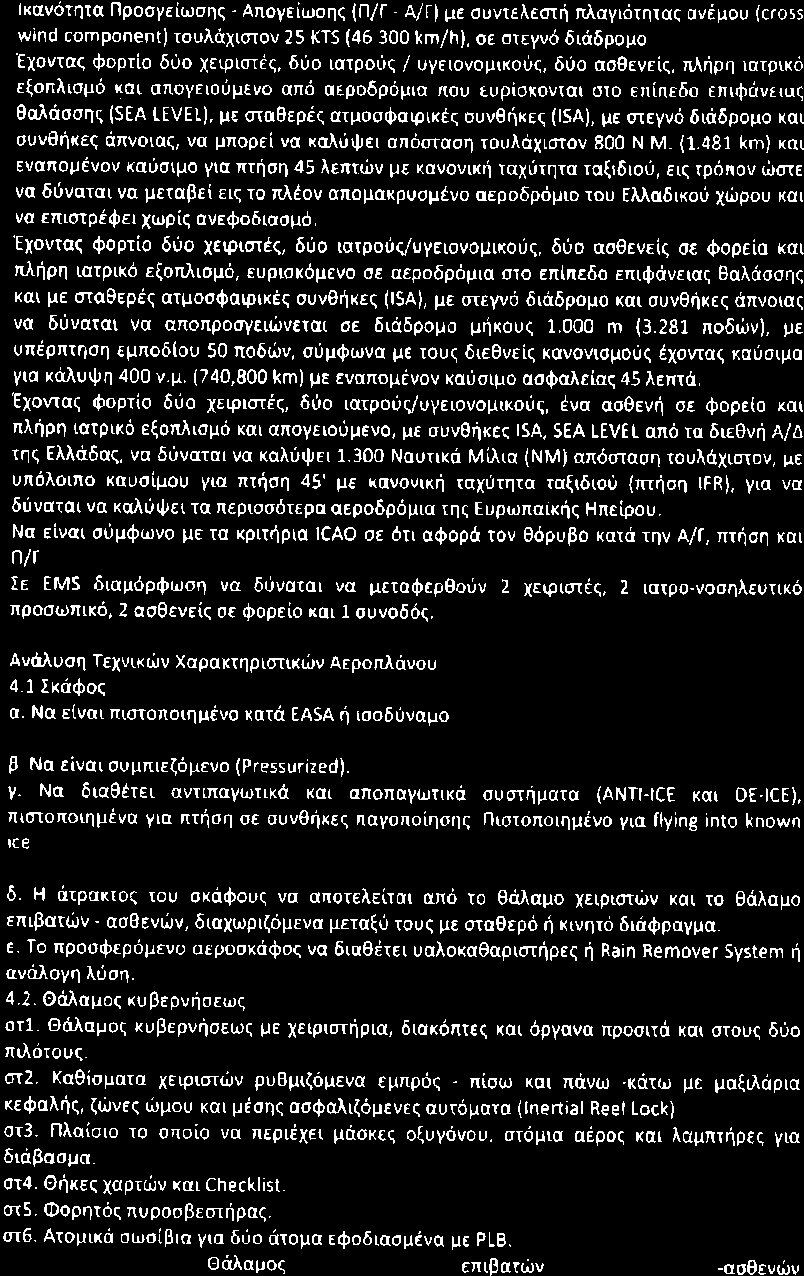 Ικανότητα Προσγείωσης - Απογείωσης (Π/Γ - Α/Γ) με συντελεστή πλαγιότητας ανέμου (cross
wind component) τουλάχιστον 25 KTS (46 300 km/h), σε στεγνό διάδρομο
Έχοντας φορτίο δύο χειριστές, δύο ιατρούς / υγειονομικούς, δύο ασθενείς, πλήρη ιατρικό
εξοπλισμό και απογειούμενο από αεροδρόμια που ευρίσκονται στο επίπεδο επιφάνειας
θαλάσσης (SEA LEVEL), με σταθερές ατμοσφαιρικές συνθήκες (ISA), με στεγνό διάδρομο και
συνθήκες άπνοιας, να μπορεί να καλύψει απόσταση τουλάχιστον 800 N M. (1.481 km) και
εναπομένον καύσιμο για πτήση 45 λεπτών με κανονική ταχύτητα ταξιδιού, εις τρόπον ώστε
να δύναται να μεταβεί εις το πλέον απομακρυσμένο αεροδρόμιο του Ελλαδικού χώρου και
να επιστρέφει χωρίς ανεφοδιασμό.
Έχοντας φορτίο δύο χειριστές, δύο ιατρούς/υγειονομικούς, δύο ασθενείς σε φορεία και
πλήρη ιατρικό εξοπλισμό, ευρισκόμενο σε αεροδρόμια στο επίπεδο επιφάνειας θαλάσσης
και με σταθερές ατμοσφαιρικές συνθήκες (ISA), με στεγνό διάδρομο και συνθήκες άπνοιας
να δύναται να αποπροσγειώνεται σε διάδρομο μήκους 1.000 m (3.281 ποδών), με
υπέρπτηση εμποδίου 50 ποδών, σύμφωνα με τους διεθνείς κανονισμούς έχοντας καύσιμα
για κάλυψη 400 ν.μ. (740,800 km) με εναπομένον καύσιμο ασφαλείας 45 λεπτά.
Έχοντας φορτίο δύο χειριστές, δύο ιατρούς/υγειονομικούς, ένα ασθενή σε φορείο και
πλήρη ιατρικό εξοπλισμό και απογειούμενο, με συνθήκες ISA, SEA LEVEL από τα διεθνή Α/Δ
της Ελλάδας, να δύναται να καλύψει 1.300 Ναυτικά Μίλια (NM) απόσταση τουλάχιστον, με
υπόλοιπο καυσίμου για πτήση 45' με κανονική ταχύτητα ταξιδιού (πτήση IFR), για να
δύναται να καλύψει τα περισσότερα αεροδρόμια της Ευρωπαϊκής Ηπείρου.
Να είναι σύμφωνο με τα κριτήρια ICAO σε ότι αφορά τον θόρυβο κατά την Α/Γ, πτήση και
Π/Γ
Σε EMS διαμόρφωση να δύναται να μεταφερθούν 2 χειριστές, 2 ιατρο-νοσηλευτικό
προσωπικό, 2 ασθενείς σε φορείο και 1 συνοδός.
Ανάλυση Τεχνικών Χαρακτηριστικών Αεροπλάνου
4.1 Σκάφος
α. Να είναι πιστοποιημένο κατά EASA ή ισοδύναμο
β Να είναι συμπιεζόμενο (Pressurized).
γ. Να διαθέτει αντιπαγωτικά και αποπαγωτικά συστήματα (ANTI-ICE και DE-ICE),
πιστοποιημένα για πτήση σε συνθήκες παγοποίησης Πιστοποιημένο για flying into known
ice
δ. Η άτρακτος του σκάφους να αποτελείται από το θάλαμο χειριστών και το θάλαμο
επιβατών - ασθενών, διαχωριζόμενα μεταξύ τους με σταθερό ή κινητό διάφραγμα.
ε. Το προσφερόμενο αεροσκάφος να διαθέτει υαλοκαθαριστήρες ή Rain Remover System ή
ανάλογη λύση.
4.2. Θάλαμος κυβερνήσεως
στ1. Θάλαμος κυβερνήσεως με χειριστήρια, διακόπτες και όργανα προσιτά και στους δύο
πιλότους.
στ2. Καθίσματα χειριστών ρυθμιζόμενα εμπρός - πίσω και πάνω -κάτω με μαξιλάρια
κεφαλής, ζώνες ώμου και μέσης ασφαλιζόμενες αυτόματα (Inertial Reel Lock)
στ3. Πλαίσιο το οποίο να περιέχει μάσκες οξυγόνου, στόμια αέρος και λαμπτήρες για
διάβασμα.
στ4. Θήκες χαρτών και Checklist.
στ5. Φορητός πυροσβεστήρας.
στ6. Ατομικά σωσίβια για δύο άτομα εφοδιασμένα με PLB.
Θάλαμος επιβατών -ασθενών